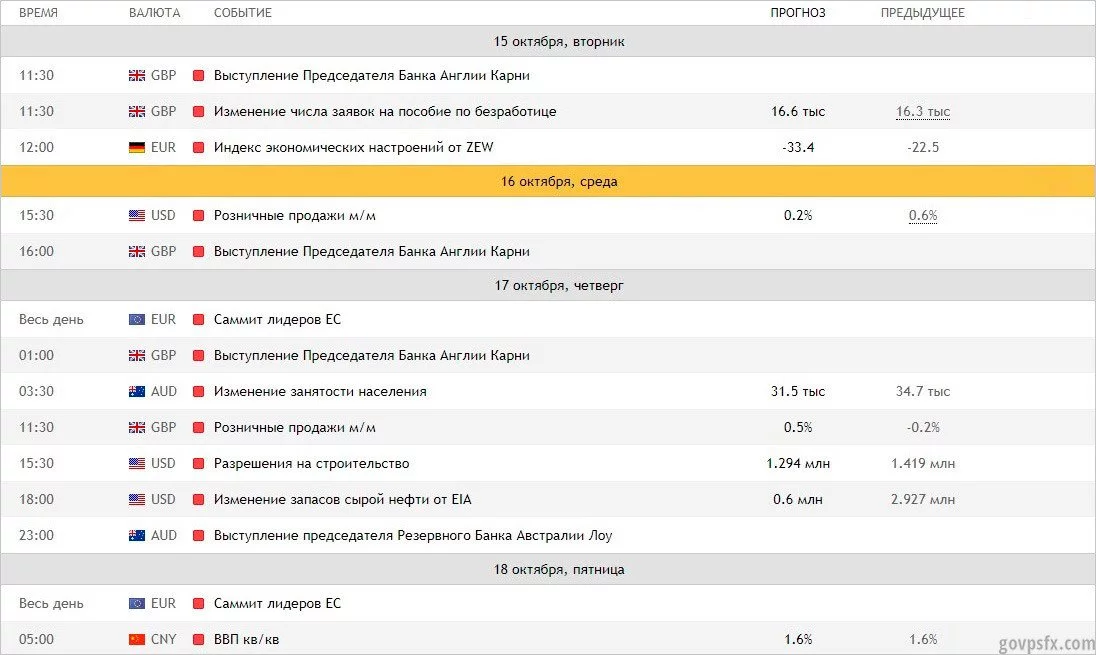 ВРЕМЯ ВАЛЮТА СОБЫТИЕ ПРОГНОЗ ПРЕДЫДУЩЕЕ
15 октября, вторник
11:30 GBP Выступление Председателя Банка Англии Карни
11:30 GBP Изменение числа заявок на пособие по безработице 16.6 тыс 16.3 тыс
12:00 EUR Индекс экономических настроений от ZEW -33.4 -22.5
16 октября, среда
15:30 USD Розничные продажи м/м 0.2% 0.6%
16:00 GBP Выступление Председателя Банка Англии Карни
17 октября, четверг
Весь день EUR Саммит лидеров ЕС
01:00 GBP Выступление Председателя Банка Англии Карни
03:30 AUD Изменение занятости населения 31.5 тыс 34.7 тыс
11:30 GBP Розничные продажи м/м 0.5% -0.2%
15:30 USD Разрешения на строительство 1.294 млн 1.419 млн
18:00 USD Изменение запасов сырой нефти от EIA 0.6 млн 2.927 млн
23:00 AUD Выступление председателя Резервного Банка Австралии Лоу
18 октября, пятница
Весь день EUR Саммит лидеров ЕС
05:00 CNY ВВП кв/кв 1.6% 1.6%
govpsfx.com